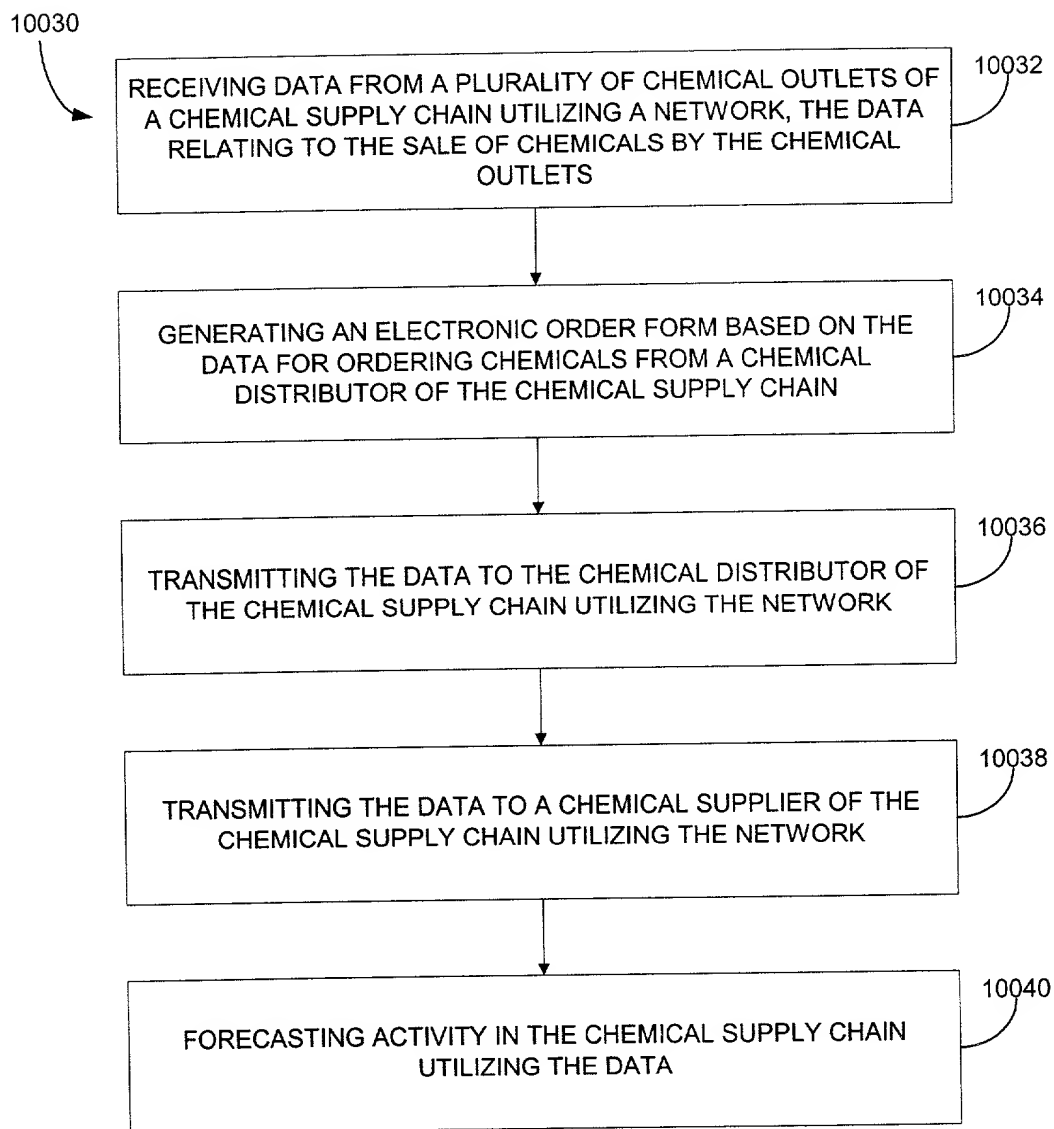 10030
RECEIVING DATA FROM A PLURALITY OF CHEMICAL OUTLETS OF
A CHEMICAL SUPPLY CHAIN UTILIZING A NETWORK, THE DATA
RELATING TO THE SALE OF CHEMICALS BY THE CHEMICAL
OUTLETS
10032
GENERATING AN ELECTRONIC ORDER FORM BASED ON THE
DATA FOR ORDERING CHEMICALS FROM A CHEMICAL
DISTRIBUTOR OF THE CHEMICAL SUPPLY CHAIN
10034
TRANSMITTING THE DATA TO THE CHEMICAL DISTRIBUTOR OF
THE CHEMICAL SUPPLY CHAIN UTILIZING THE NETWORK
10036
TRANSMITTING THE DATA TO A CHEMICAL SUPPLIER OF THE
CHEMICAL SUPPLY CHAIN UTILIZING THE NETWORK
10038
FORECASTING ACTIVITY IN THE CHEMICAL SUPPLY CHAIN
UTILIZING THE DATA
10040